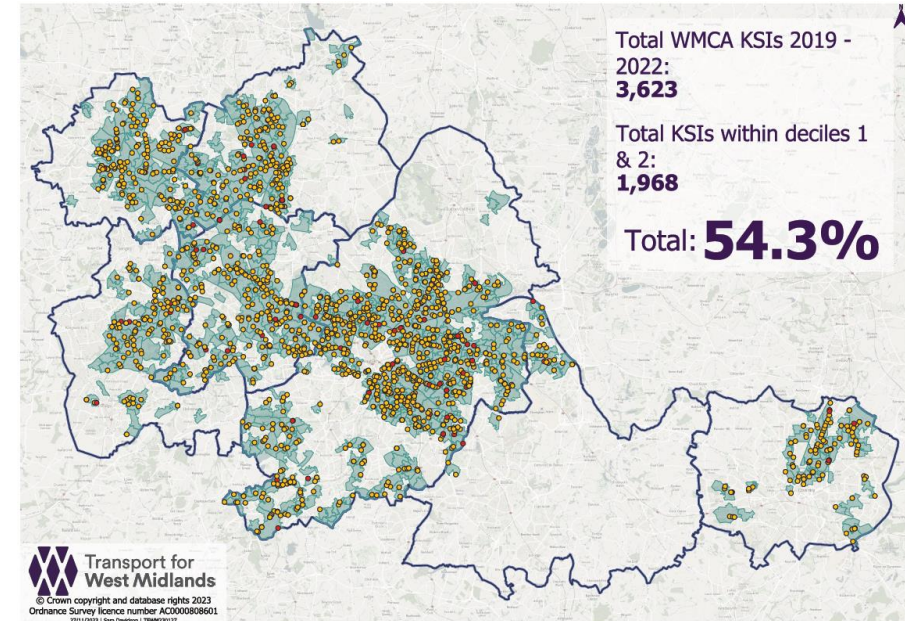 Total WMCA KSIs 2019 -
2022:
3,623
Total KSIs within deciles 1
& 2:
1,968
Total: 54.3%
Transport for
West Midlands
© Crown copyright and database rights 2023
Ordnance Survey licence number AC0000808601